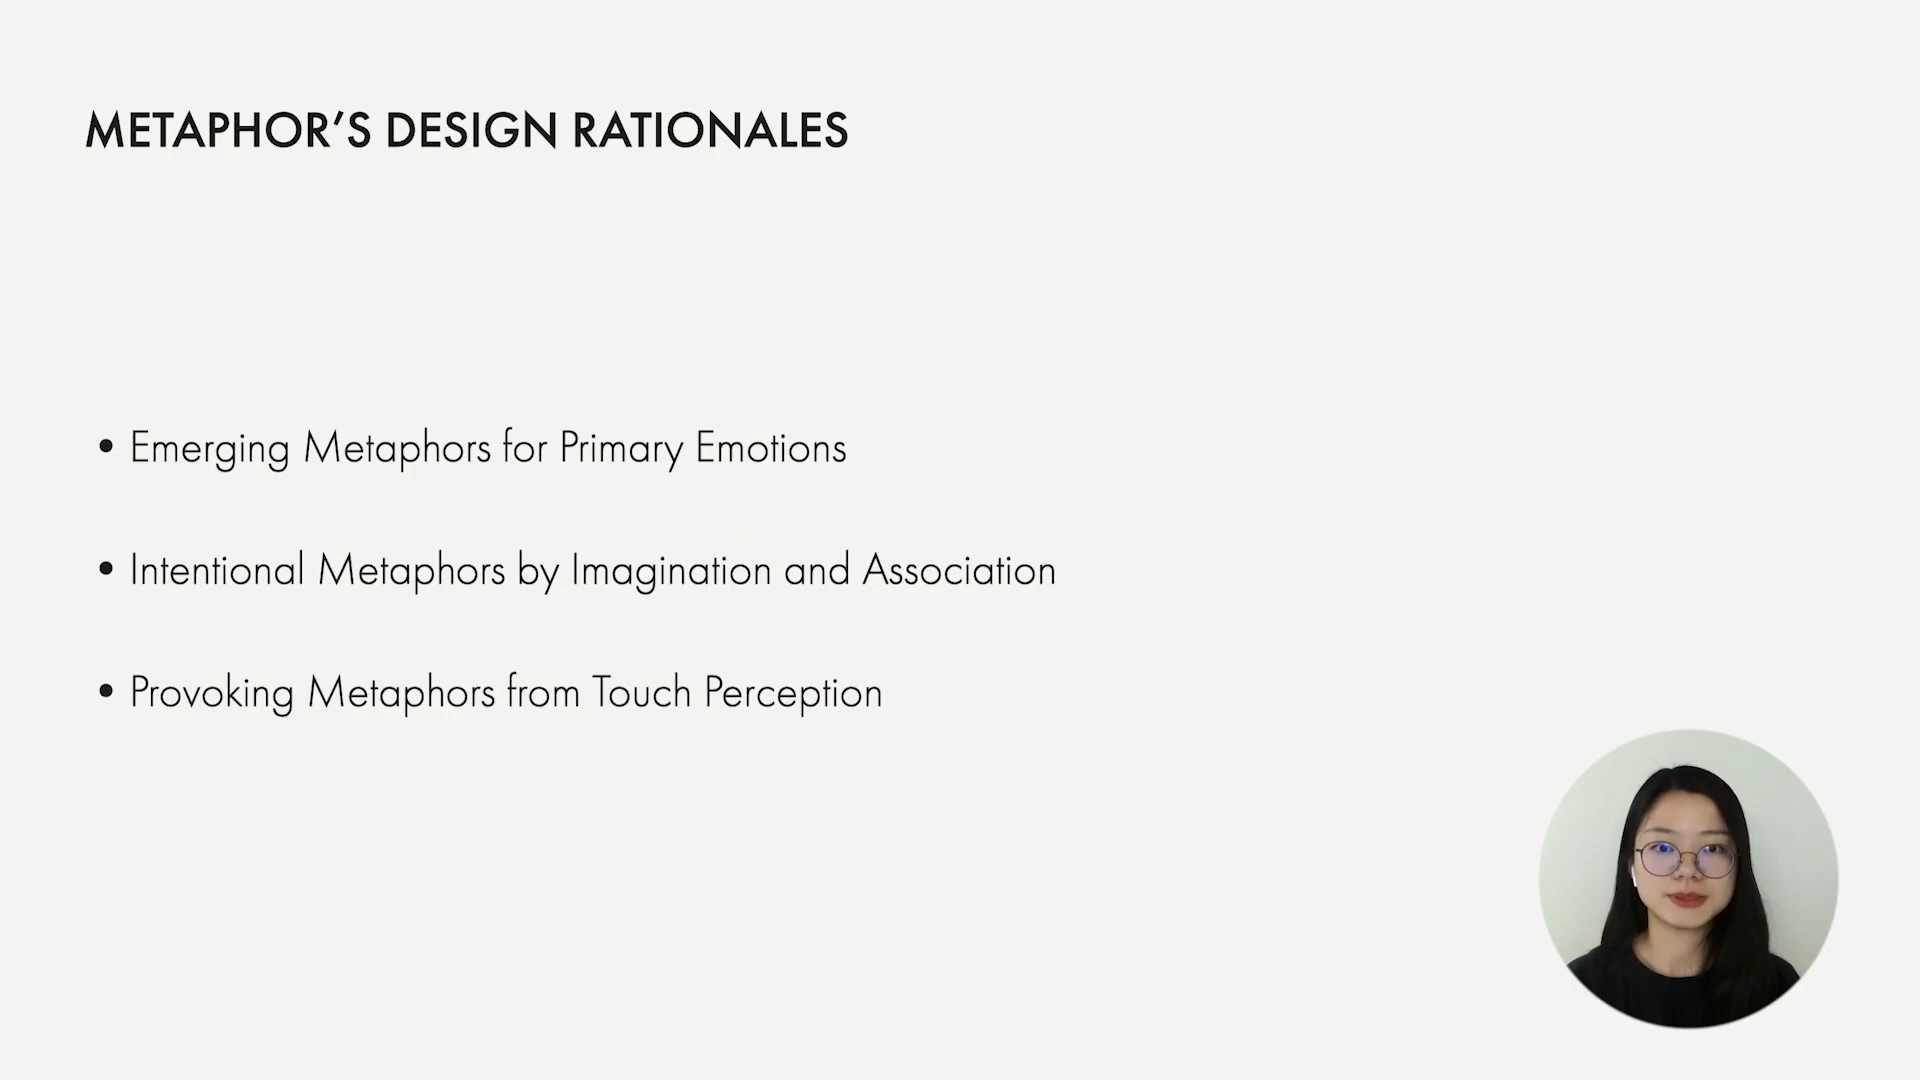 METAPHOR’S DESIGN RATIONALES
• Emerging Metaphors for Primary Emotions
• Intentional Metaphors by Imagination and Association
• Provoking Metaphors from Touch Perception